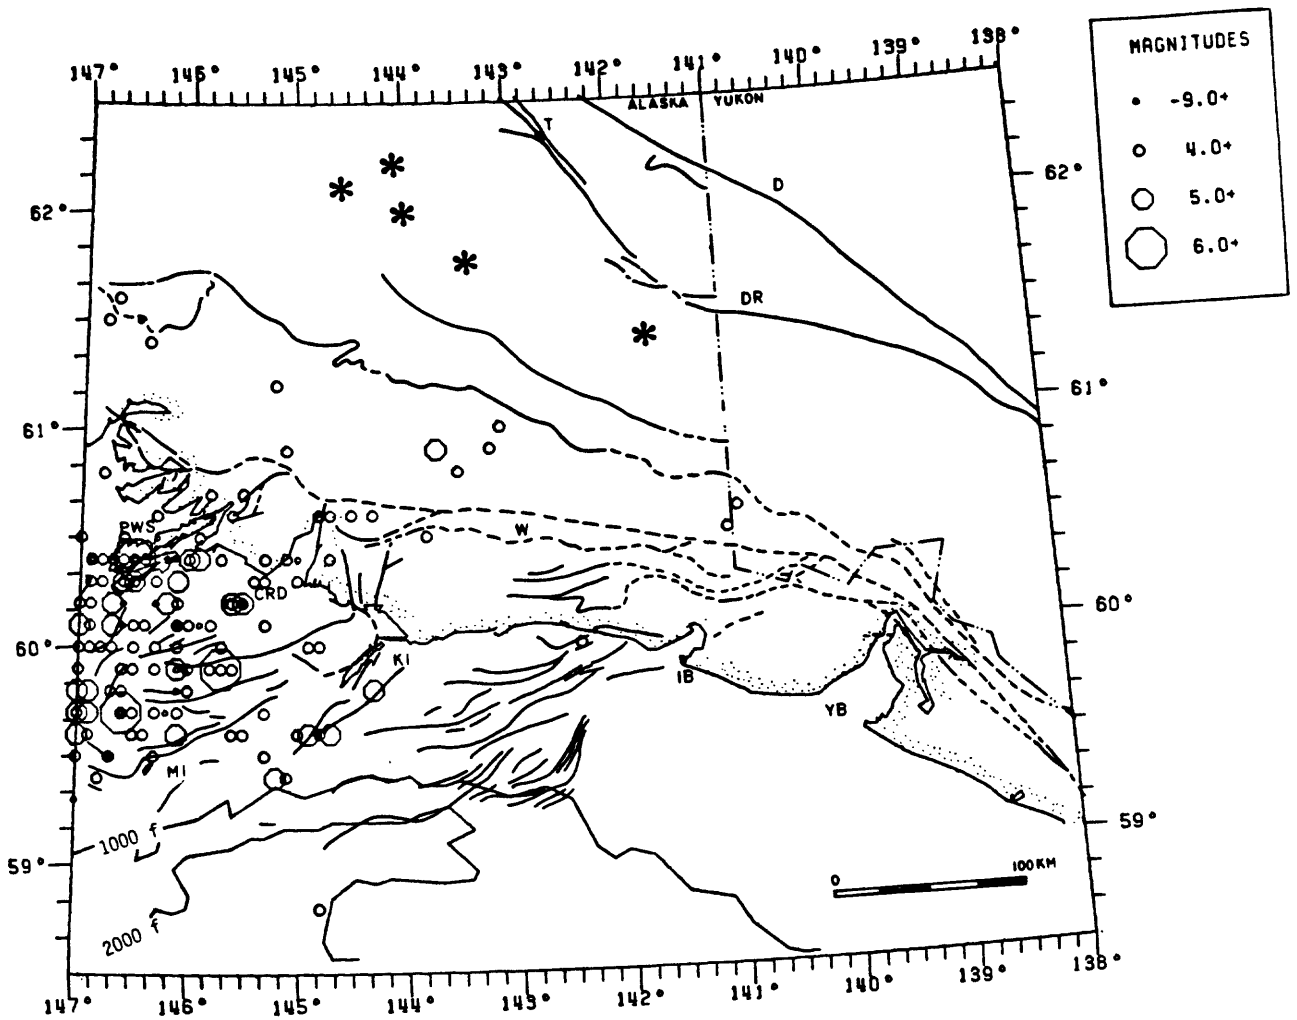 147° 146° 145° 144° 143° 142° 141° 140° 139° 138°
MAGNITUDES
-9.0+
4.0+
5.0+
6.0+
ALASKA YUKON
T
D
62° 62°
DR
61° 61°
PWS
W
CRD
60° 60°
KI
IB
YB
MI
1000 f
59° 59°
0 100 KM
2000 f
147° 146° 145° 144° 143° 142° 141° 140° 139° 138°